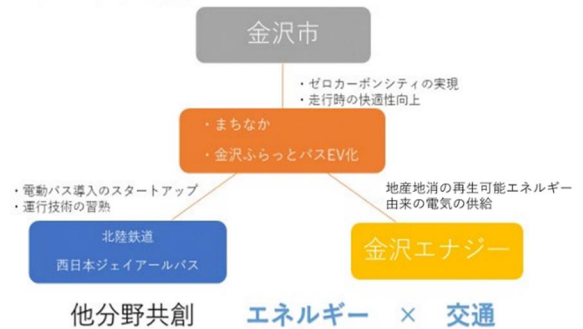 金沢市
・ゼロカーボンシティの実現
・走行時の快適性向上
・まちなか
・金沢ふらっとバスEV化
・電動バス導入のスタートアップ
・運行技術の習熟
地産地消の再生可能エネルギー
由来の電気の供給
北陸鉄道
西日本ジェイアールバス
金沢エナジー
他分野共創 エネルギー × 交通